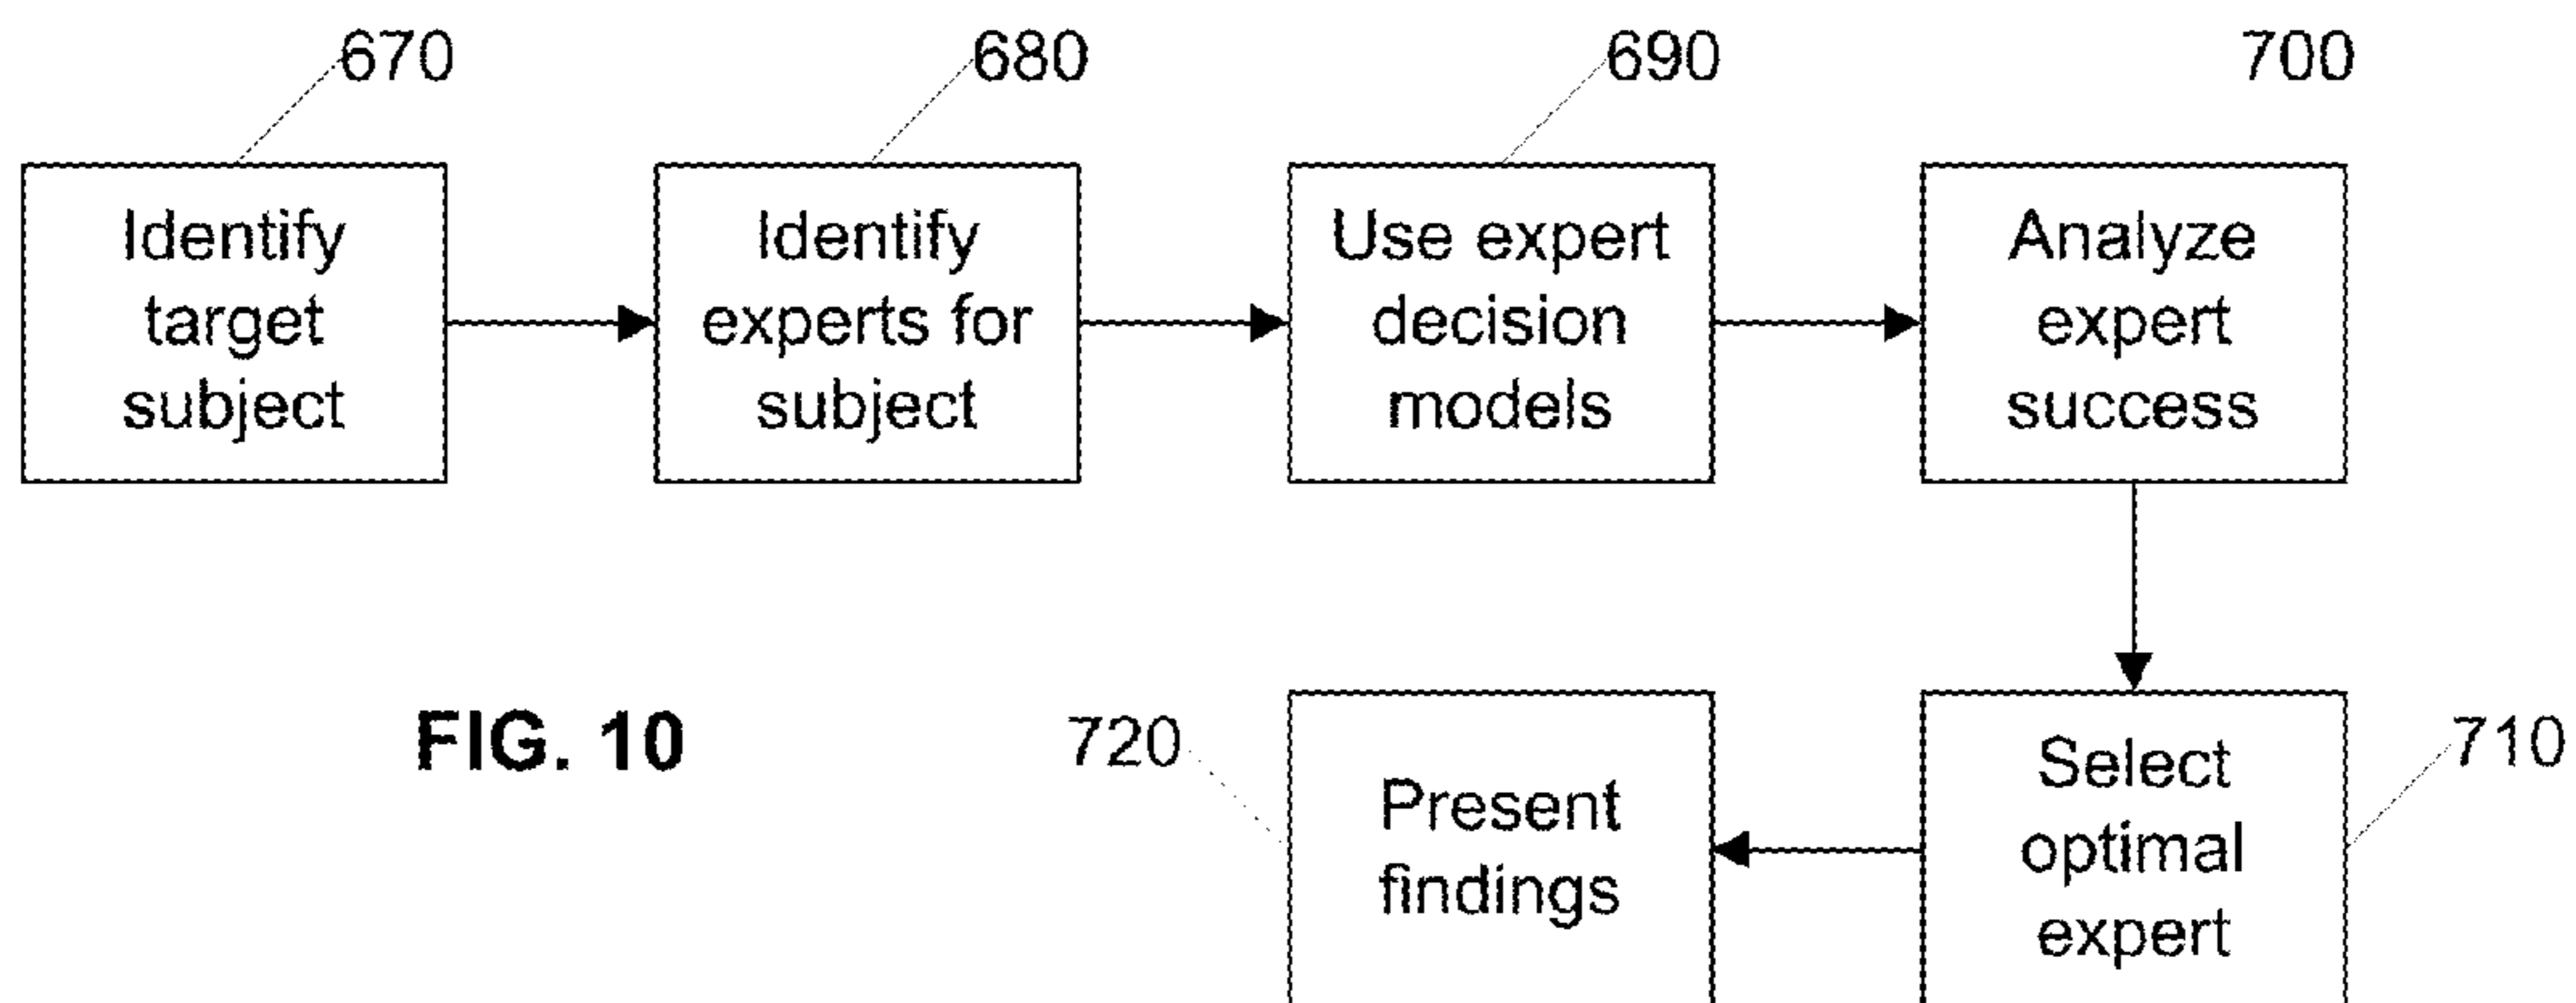 670
680
690
700
Identify
target
subject
Identify
experts for
subject
Use expert
decision
models
Analyze
expert
success
FIG. 10
720
Present
findings
Select
optimal
expert
710